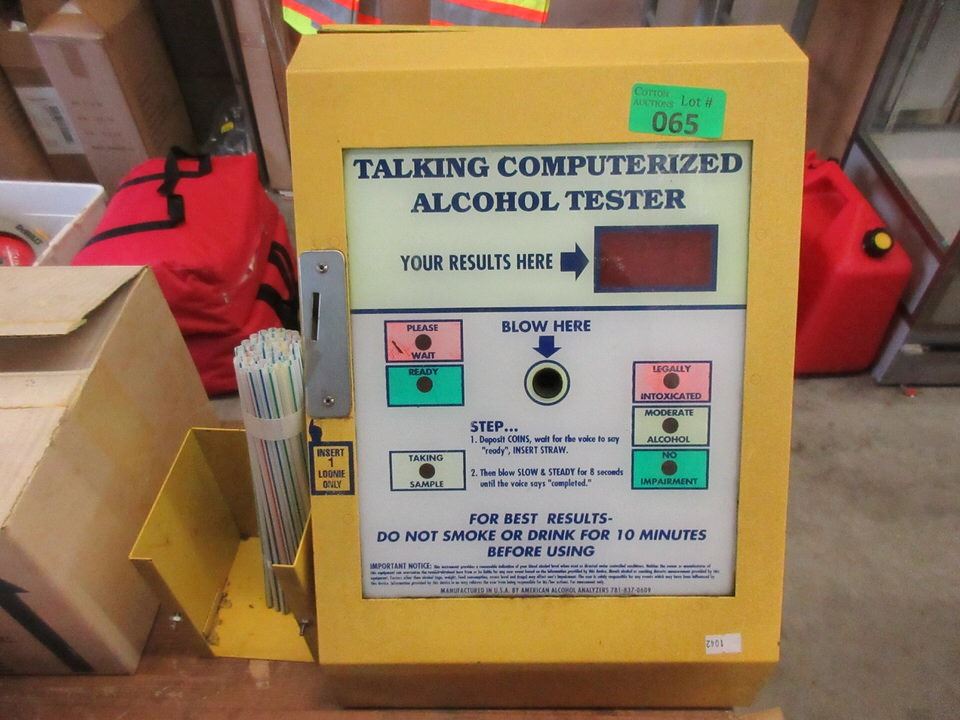 COTTON
AUCTIONS Lot #
065
TALKING COMPUTERIZED
ALCOHOL TESTER
YOUR RESULTS HERE
PLEASE
WAIT
READY
BLOW HERE
LEGALLY
INTOXICATED
MODERATE
ALCOHOL
NO
IMPAIRMENT
TAKING
SAMPLE
STEP...
1. Deposit COINS, wait for the voice to say
"ready", INSERT STRAW.
2. Then blow SLOW & STEADY for 8 seconds
until the voice says "completed."
INSERT
1
LOONIE
ONLY
FOR BEST RESULTS-
DO NOT SMOKE OR DRINK FOR 10 MINUTES
BEFORE USING
IMPORTANT NOTICE:
MANUFACTURED IN U.S.A. BY AMERICAN ALCOHOL ANALYZERS 781-837-0609
1042